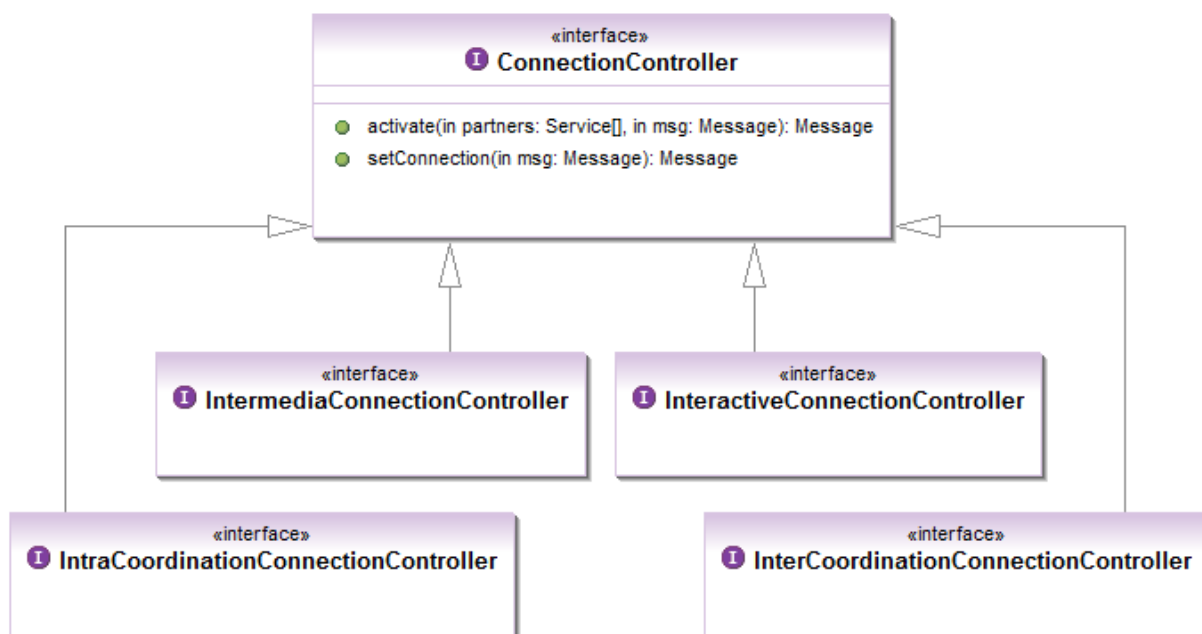 «interface»
I ConnectionController
activate(in partners: Service[], in msg: Message): Message
setConnection(in msg: Message): Message
«interface»
I IntermediaConnectionController
«interface»
I InteractiveConnectionController
«interface»
I IntraCoordinationConnectionController
«interface»
I InterCoordinationConnectionController